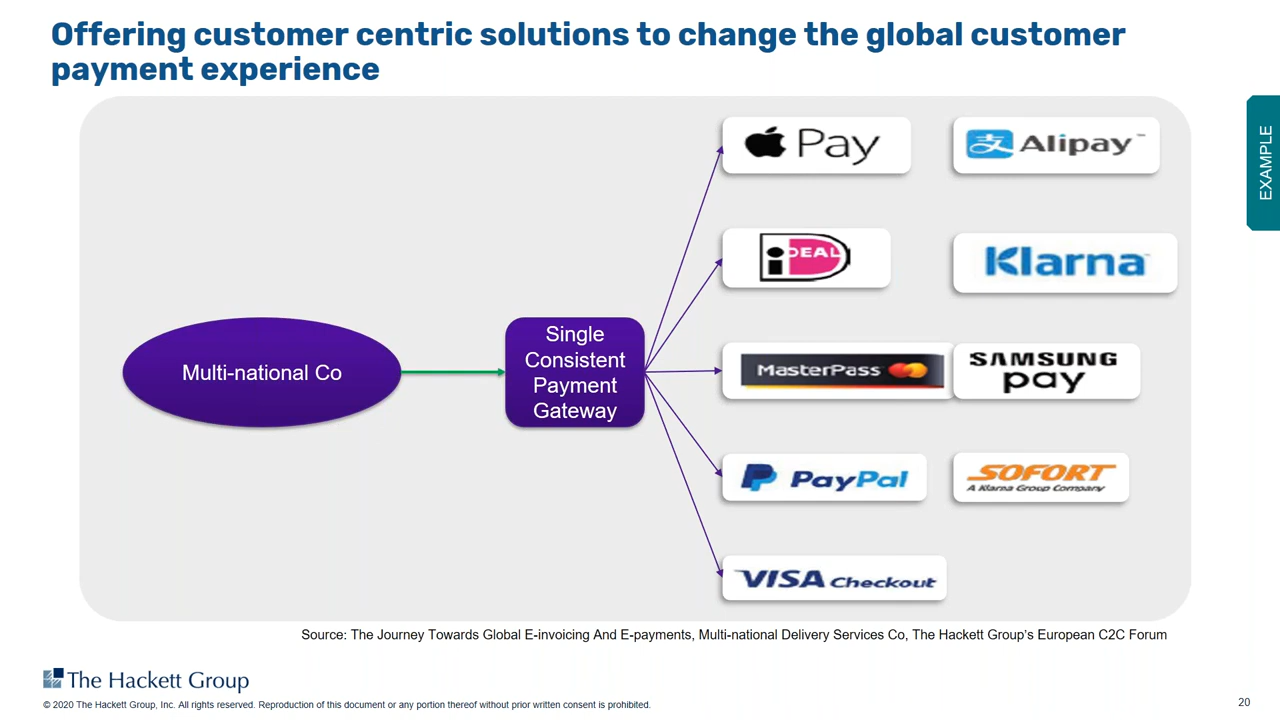 Offering customer centric solutions to change the global customer
payment experience
EXAMPLE
Pay
Alipay™
iDEAL
Klarna
Multi-national Co
Single
Consistent
Payment
Gateway
MasterPass
SAMSUNG
pay
PayPal
SOFORT
A Klarna Group Company
VISA Checkout
Source: The Journey Towards Global E-invoicing And E-payments, Multi-national Delivery Services Co, The Hackett Group’s European C2C Forum
The Hackett Group
© 2020 The Hackett Group, Inc. All rights reserved. Reproduction of this document or any portion thereof without prior written consent is prohibited.
20